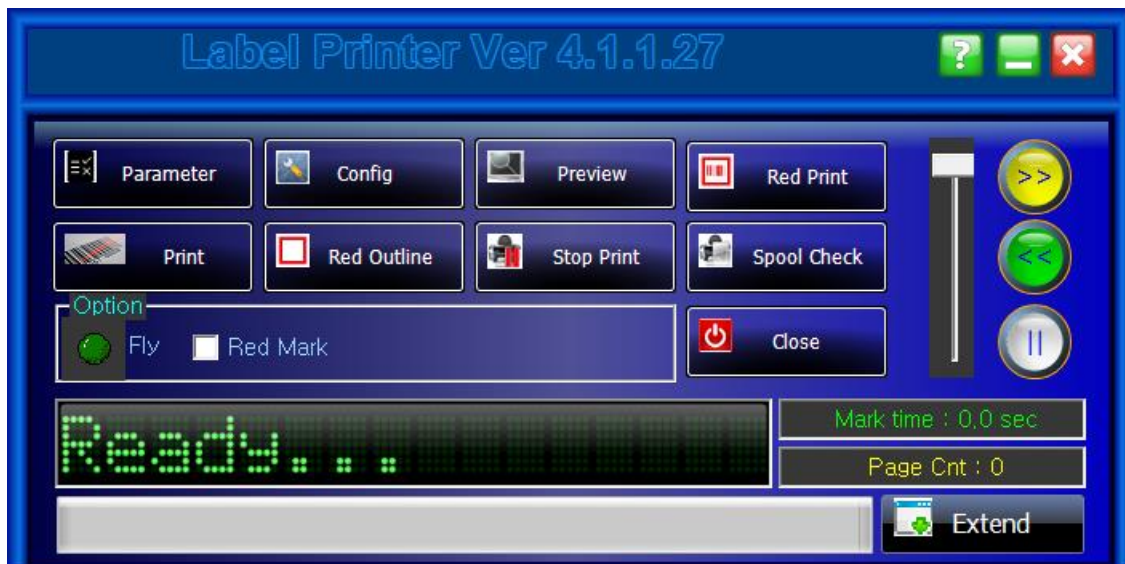 Label Printer Ver 4.1.1.27
?
Parameter
Config
Preview
Red Print
>>
Print
Red Outline
Stop Print
Spool Check
<<
Option
Fly
Red Mark
Close
||
Ready...
Mark time : 0,0 sec
Page Cnt : 0
Extend